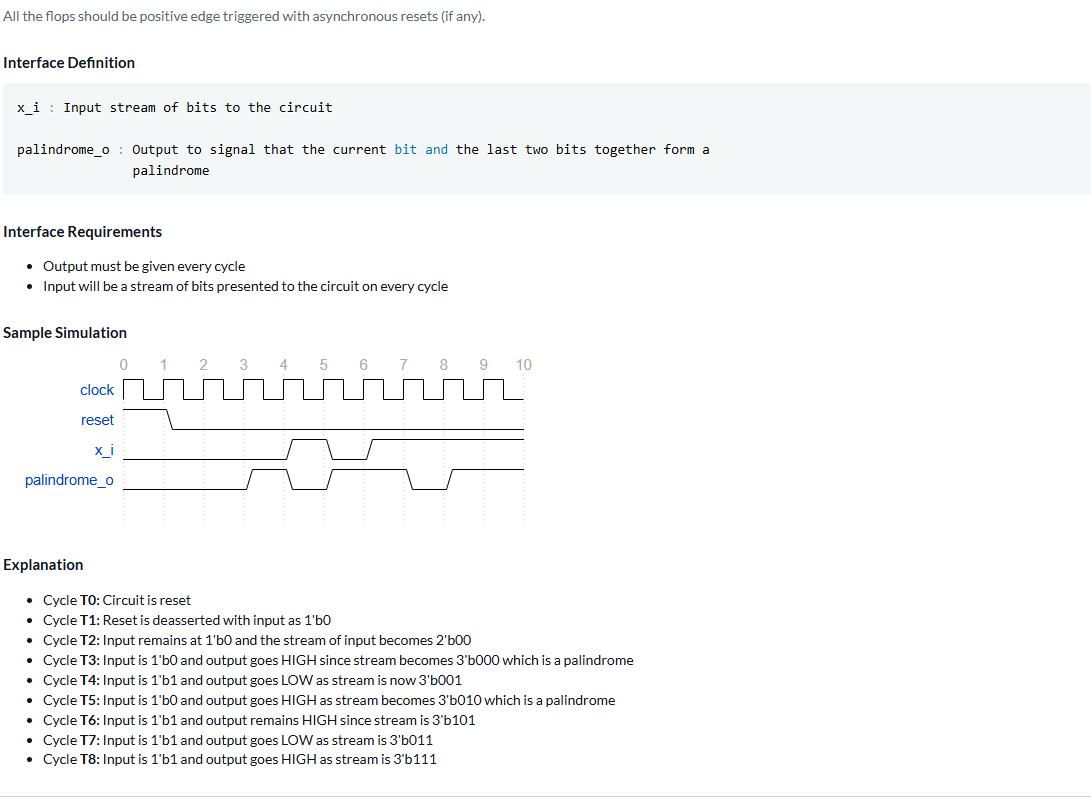 All the flops should be positive edge triggered with asynchronous resets (if any).
Interface Definition
x_i : Input stream of bits to the circuit
palindrome_o : Output to signal that the current bit and the last two bits together form a
palindrome
Interface Requirements
• Output must be given every cycle
• Input will be a stream of bits presented to the circuit on every cycle
Sample Simulation
0 1 2 3 4 5 6 7 8 9 10
clock
reset
x_i
palindrome_o
Explanation
• Cycle T0: Circuit is reset
• Cycle T1: Reset is deasserted with input as 1'b0
• Cycle T2: Input remains at 1'b0 and the stream of input becomes 2'b00
• Cycle T3: Input is 1'b0 and output goes HIGH since stream becomes 3'b000 which is a palindrome
• Cycle T4: Input is 1'b1 and output goes LOW as stream is now 3'b001
• Cycle T5: Input is 1'b0 and output goes HIGH as stream becomes 3'b010 which is a palindrome
• Cycle T6: Input is 1'b1 and output remains HIGH since stream is 3'b101
• Cycle T7: Input is 1'b1 and output goes LOW as stream is 3'b011
• Cycle T8: Input is 1'b1 and output goes HIGH as stream is 3'b111